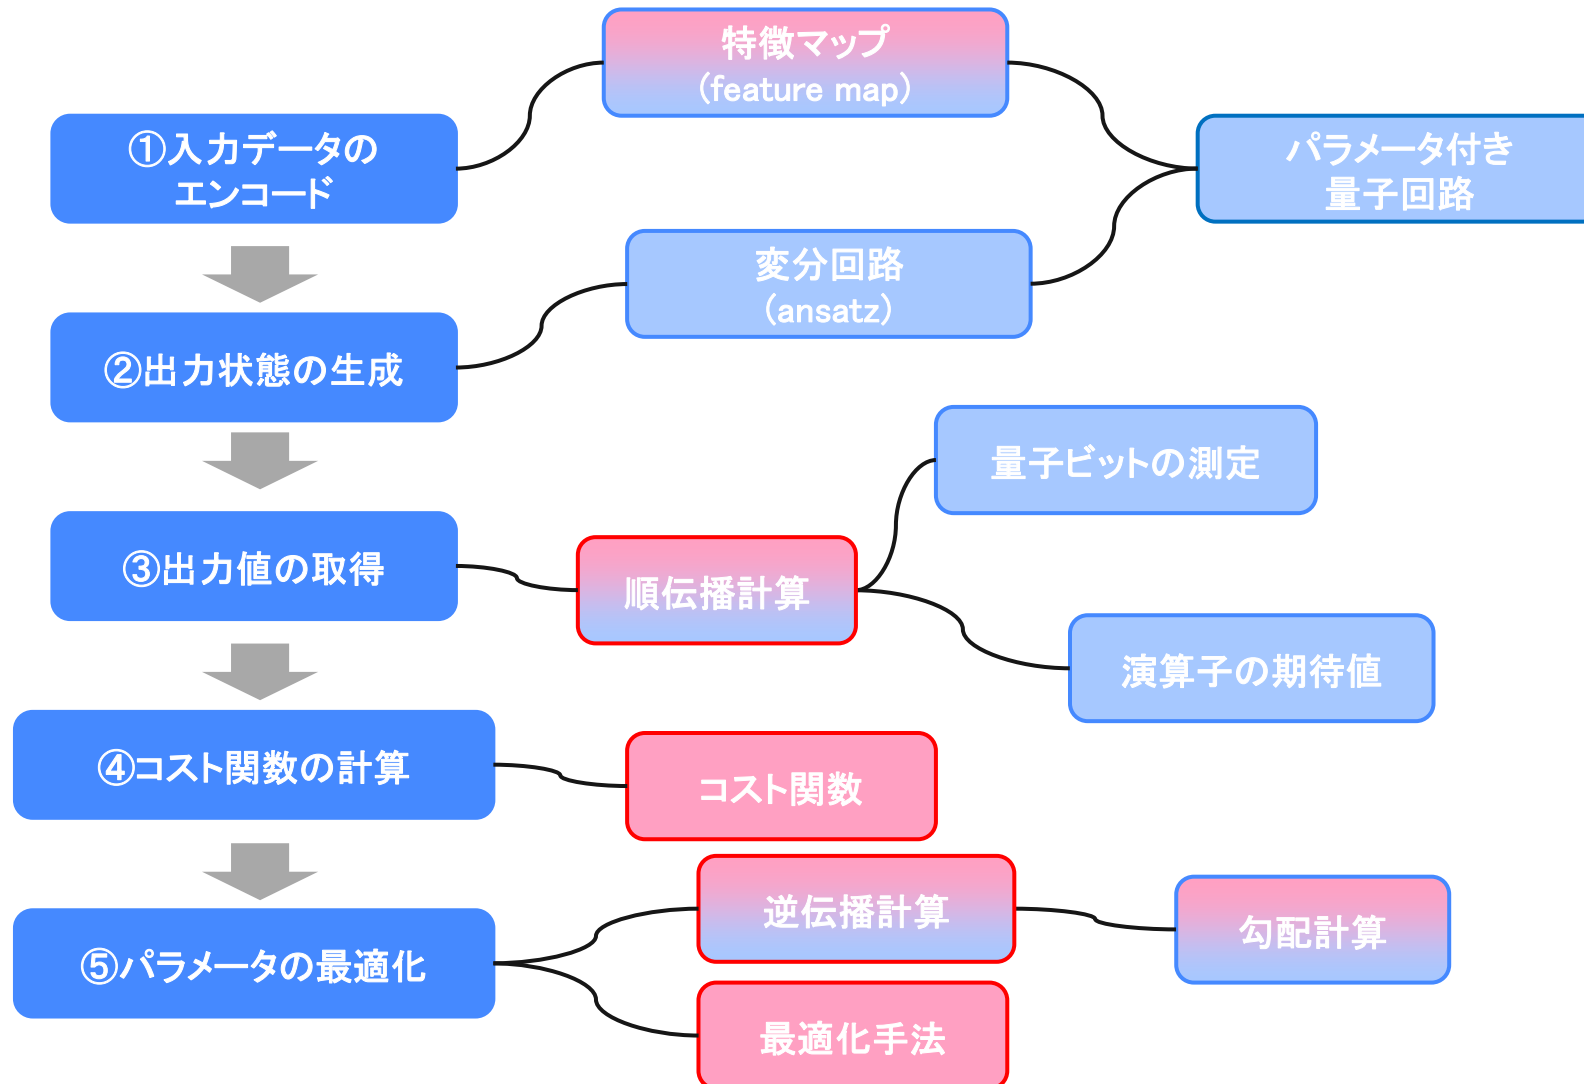 特徴マップ
(feature map)
①入力データの
エンコード
パラメータ付き
量子回路
変分回路
(ansatz)
②出力状態の生成
量子ビットの測定
③出力値の取得
順伝播計算
演算子の期待値
④コスト関数の計算
コスト関数
逆伝播計算
勾配計算
⑤パラメータの最適化
最適化手法